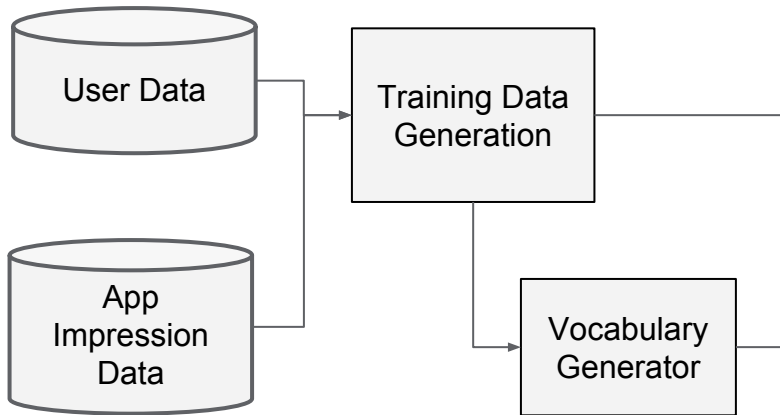 User Data
Training Data
Generation
App
Impression
Data
Vocabulary
Generator